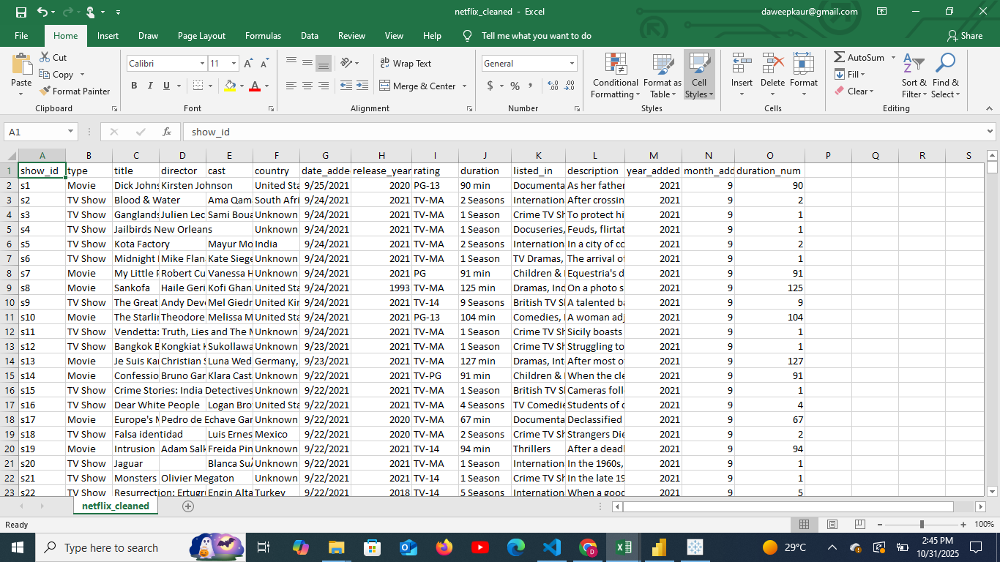 netflix_cleaned - Excel
daweepkaur@gmail.com
File Home Insert Draw Page Layout Formulas Data Review View Help Tell me what you want to do Share
Paste
Cut
Copy
Format Painter
Clipboard
Calibri 11
B I U
Font
Wrap Text
Merge & Center
Alignment
General
$ % ,
Number
Conditional Formatting
Format as Table
Cell Styles
Styles
Insert Delete Format
Cells
AutoSum
Fill
Clear
Sort & Filter
Find & Select
Editing
A1 fx show_id
A B C D E F G H I J K L M N O P Q R S
1 show_id type title director cast country date_adde release_year rating duration listed_in description year_added month_add duration_num
2 s1 Movie Dick Johns Kirsten Johnson United Sta 9/25/2021 2020 PG-13 90 min Documenta As her father 2021 9 90
3 s2 TV Show Blood & Water Ama Qam South Afri 9/24/2021 2021 TV-MA 2 Seasons Internation After crossin 2021 9 2
4 s3 TV Show Ganglands Julien Lec Sami Boua Unknown 9/24/2021 2021 TV-MA 1 Season Crime TV Sh To protect hi 2021 9 1
5 s4 TV Show Jailbirds New Orleans Unknown 9/24/2021 2021 TV-MA 1 Season Docuseries, Feuds, flirtat 2021 9 1
6 s5 TV Show Kota Factory Mayur Mo India 9/24/2021 2021 TV-MA 2 Seasons Internation In a city of co 2021 9 2
7 s6 TV Show Midnight Mike Flan Kate Siege Unknown 9/24/2021 2021 TV-MA 1 Season TV Dramas, The arrival of 2021 9 1
8 s7 Movie My Little P Robert Cu Vanessa H Unknown 9/24/2021 2021 PG 91 min Children & Equestria's d 2021 9 91
9 s8 Movie Sankofa Haile Geri Kofi Ghan United Sta 9/24/2021 1993 TV-MA 125 min Dramas, Ind On a photo s 2021 9 125
10 s9 TV Show The Great Andy Deve Mel Giedr United Kin 9/24/2021 2021 TV-14 9 Seasons British TV Sh A talented ba 2021 9 9
11 s10 Movie The Starlin Theodore Melissa M United Sta 9/24/2021 2021 PG-13 104 min Comedies, A woman adj 2021 9 104
12 s11 TV Show Vendetta: Truth, Lies and The M Unknown 9/24/2021 2021 TV-MA 1 Season Crime TV Sh Sicily boasts 2021 9 1
13 s12 TV Show Bangkok B Kongkiat K Sukollawa Unknown 9/23/2021 2021 TV-MA 1 Season Crime TV Sh Struggling to 2021 9 1
14 s13 Movie Je Suis Kar Christian S Luna Wed Germany, 9/23/2021 2021 TV-MA 127 min Dramas, Int After most o 2021 9 127
15 s14 Movie Confessio Bruno Gar Klara Cast Unknown 9/22/2021 2021 TV-PG 91 min Children & When the cle 2021 9 91
16 s15 TV Show Crime Stories: India Detectives Unknown 9/22/2021 2021 TV-MA 1 Season British TV Sh Cameras foll 2021 9 1
17 s16 TV Show Dear White People Logan Bro United Sta 9/22/2021 2021 TV-MA 4 Seasons TV Comedie Students of c 2021 9 4
18 s17 Movie Europe's M Pedro de Echave Gar Unknown 9/22/2021 2020 TV-MA 67 min Documenta Declassified 2021 9 67
19 s18 TV Show Falsa identidad Luis Ernes Mexico 9/22/2021 2020 TV-MA 2 Seasons Crime TV Sh Strangers Die 2021 9 2
20 s19 Movie Intrusion Adam Salk Freida Pin Unknown 9/22/2021 2021 TV-14 94 min Thrillers After a deadl 2021 9 94
21 s20 TV Show Jaguar Blanca Su Unknown 9/22/2021 2021 TV-MA 1 Season Internation In the 1960s, 2021 9 1
22 s21 TV Show Monsters Olivier Megaton Unknown 9/22/2021 2021 TV-14 1 Season Crime TV Sh In the late 19 2021 9 1
23 s22 TV Show Resurrection: Ertugru Engin Alta Turkey 9/22/2021 2018 TV-14 5 Seasons Internation When a good 2021 9 5
netflix_cleaned
Ready
100%
Type here to search
29°C
2:45 PM
10/31/2025